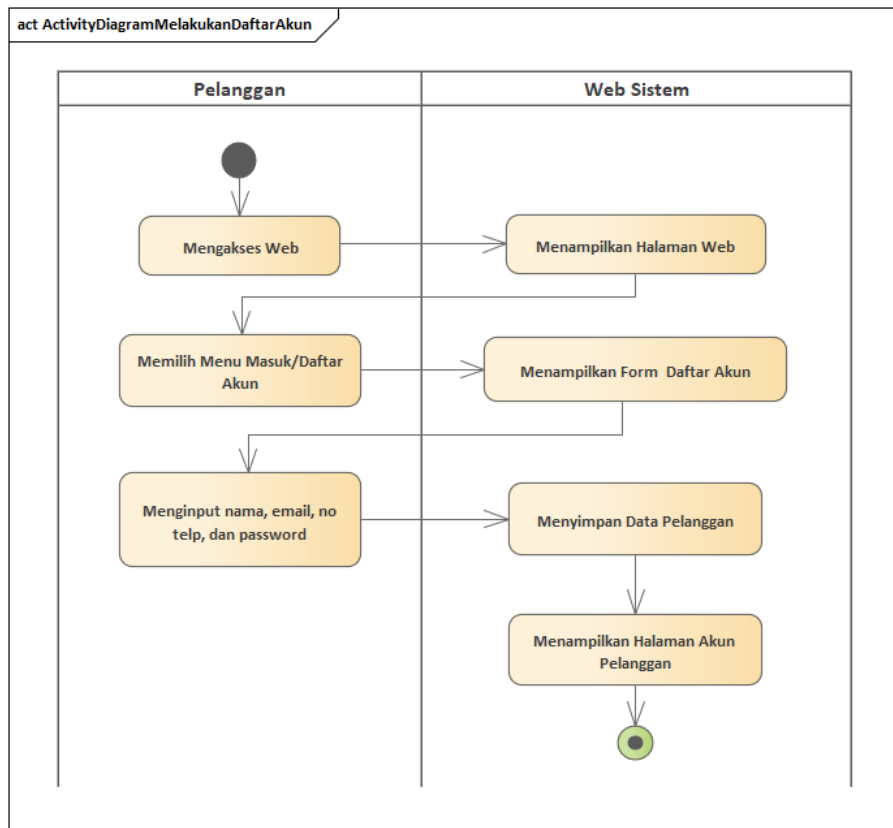 act ActivityDiagramMelakukanDaftarAkun
Pelanggan
Web Sistem
Mengakses Web
Menampilkan Halaman Web
Memilih Menu Masuk/Daftar
Akun
Menampilkan Form  Daftar Akun
Menginput nama, email, no
telp, dan password
Menyimpan Data Pelanggan
Menampilkan Halaman Akun
Pelanggan